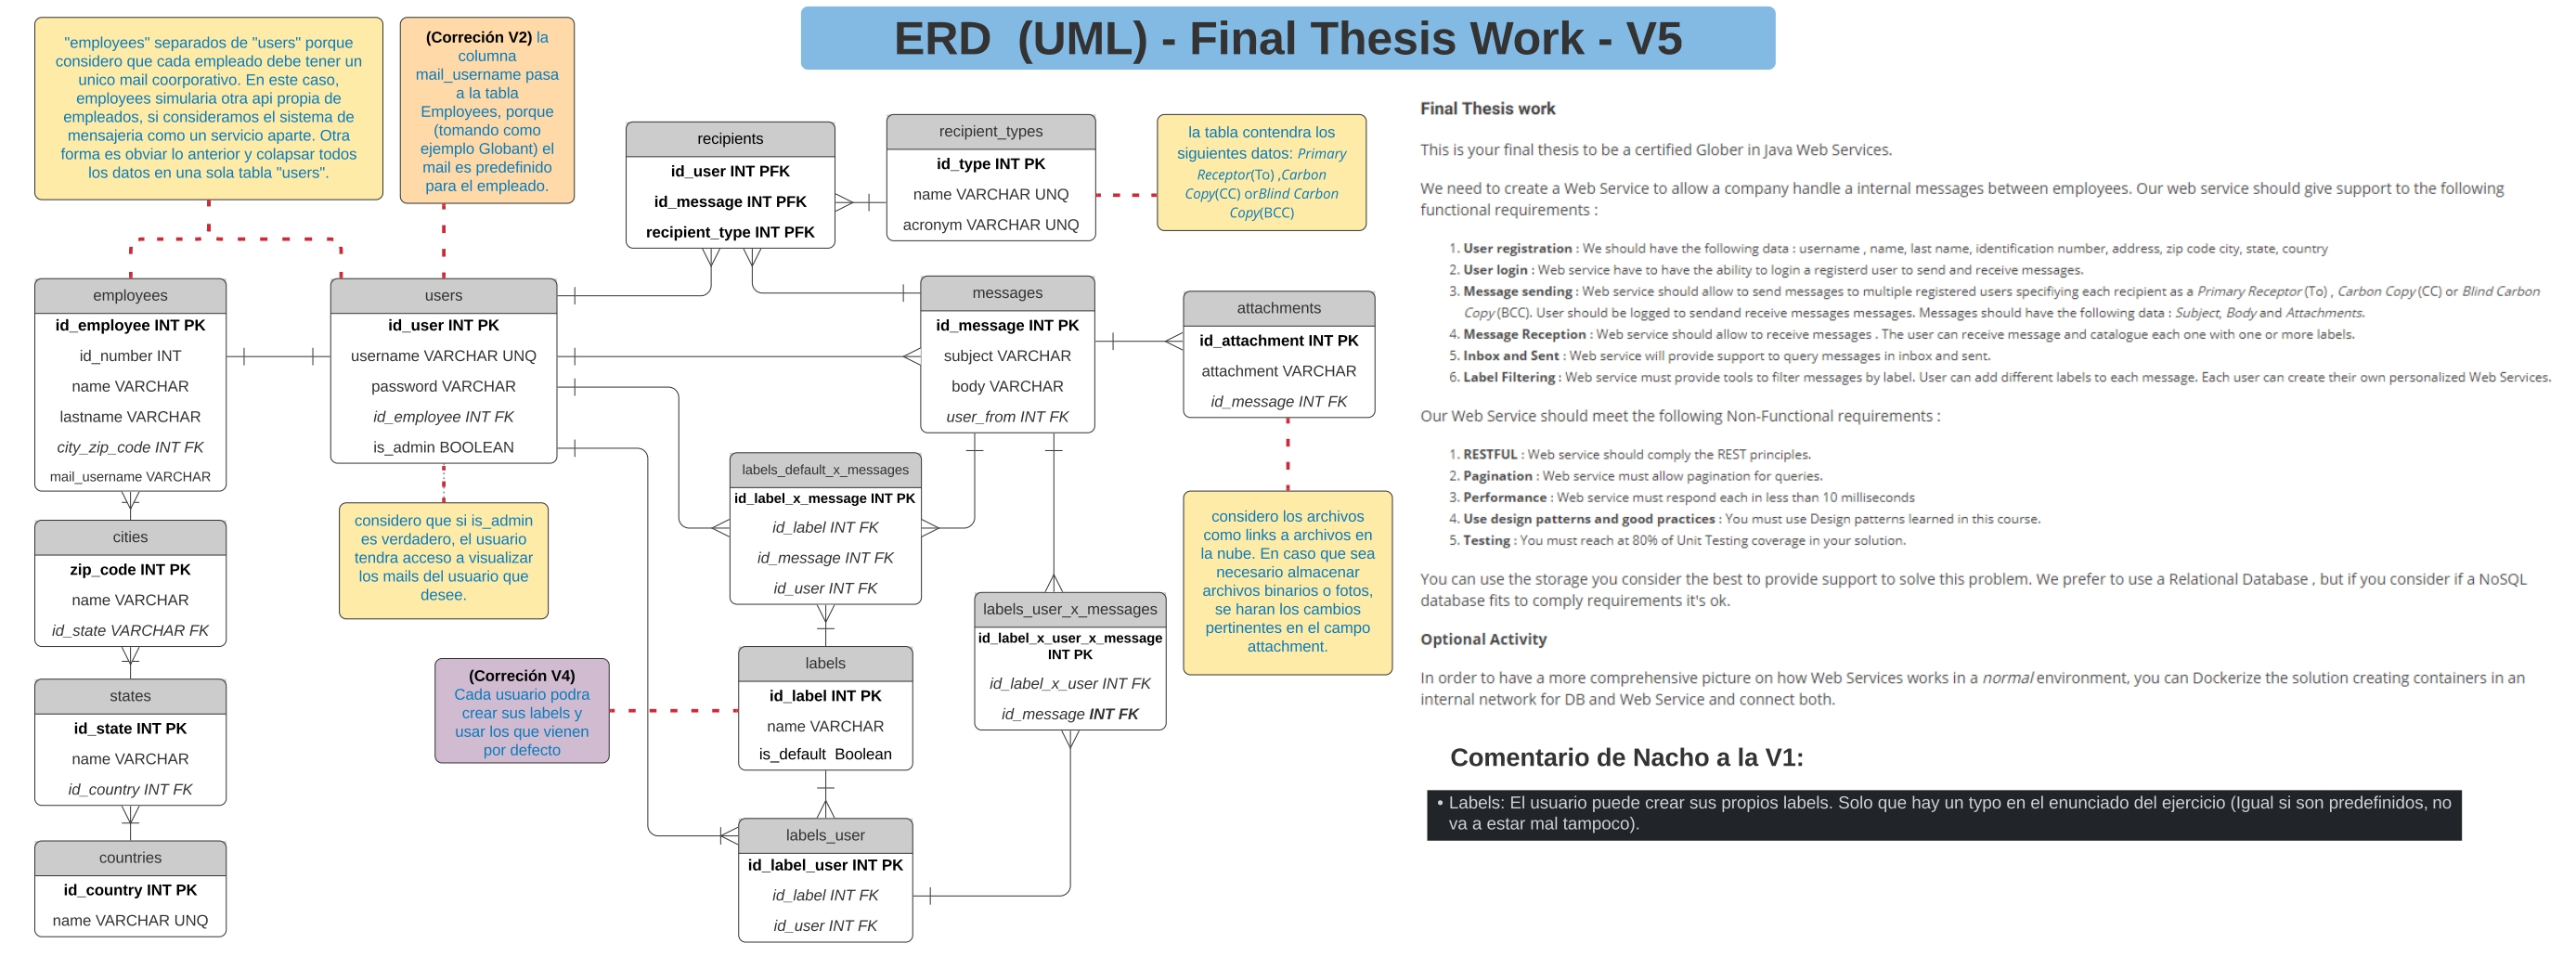 ERD  (UML) - Final Thesis Work - V5
"employees" separados de "users" porque
considero que cada empleado debe tener un
unico mail coorporativo. En este caso,
employees simularia otra api propia de
empleados, si consideramos el sistema de
mensajeria como un servicio aparte. Otra
forma es obviar lo anterior y colapsar todos
los datos en una sola tabla "users".
(Correción V2) la
columna
mail_username pasa
a la tabla
Employees, porque
(tomando como
ejemplo Globant) el
mail es predefinido
para el empleado.
recipients
id_user INT PFK
id_message INT PFK
recipient_type INT PFK
recipient_types
id_type INT PK
name VARCHAR UNQ
acronym VARCHAR UNQ
la tabla contendra los
siguientes datos: Primary
Receptor(To) ,Carbon
Copy(CC) orBlind Carbon
Copy(BCC)
employees
id_employee INT PK
id_number INT
name VARCHAR
lastname VARCHAR
city_zip_code INT FK
mail_username VARCHAR
users
id_user INT PK
username VARCHAR UNQ
password VARCHAR
id_employee INT FK
is_admin BOOLEAN
messages
id_message INT PK
subject VARCHAR
body VARCHAR
user_from INT FK
attachments
id_attachment INT PK
attachment VARCHAR
id_message INT FK
considero que si is_admin
es verdadero, el usuario
tendra acceso a visualizar
los mails del usuario que
desee.
labels_default_x_messages
id_label_x_message INT PK
id_label INT FK
id_message INT FK
id_user INT FK
considero los archivos
como links a archivos en
la nube. En caso que sea
necesario almacenar
archivos binarios o fotos,
se haran los cambios
pertinentes en el campo
attachment.
cities
zip_code INT PK
name VARCHAR
id_state VARCHAR FK
labels_user_x_messages
id_label_x_user_x_message
INT PK
id_label_x_user INT FK
id_message INT FK
(Correción V4)
Cada usuario podra
crear sus labels y
usar los que vienen
por defecto
labels
id_label INT PK
name VARCHAR
is_default  Boolean
states
id_state INT PK
name VARCHAR
id_country INT FK
labels_user
id_label_user INT PK
id_label INT FK
id_user INT FK
countries
id_country INT PK
name VARCHAR UNQ
Final Thesis work
This is your final thesis to be a certified Glober in Java Web Services.
We need to create a Web Service to allow a company handle a internal messages between employees. Our web service should give support to the following
functional requirements :
1. User registration : We should have the following data : username , name, last name, identification number, address, zip code city, state, country
2. User login : Web service have to have the ability to login a registerd user to send and receive messages.
3. Message sending : Web service should allow to send messages to multiple registered users specifiying each recipient as a Primary Receptor (To) , Carbon Copy (CC) or Blind Carbon
Copy (BCC). User should be logged to sendand receive messages messages. Messages should have the following data : Subject, Body and Attachments.
4. Message Reception : Web service should allow to receive messages . The user can receive message and catalogue each one with one or more labels.
5. Inbox and Sent : Web service will provide support to query messages in inbox and sent.
6. Label Filtering : Web service must provide tools to filter messages by label. User can add different labels to each message. Each user can create their own personalized Web Services.
Our Web Service should meet the following Non-Functional requirements :
1. RESTFUL : Web service should comply the REST principles.
2. Pagination : Web service must allow pagination for queries.
3. Performance : Web service must respond each in less than 10 milliseconds
4. Use design patterns and good practices : You must use Design patterns learned in this course.
5. Testing : You must reach at 80% of Unit Testing coverage in your solution.
You can use the storage you consider the best to provide support to solve this problem. We prefer to use a Relational Database , but if you consider if a NoSQL
database fits to comply requirements it's ok.
Optional Activity
In order to have a more comprehensive picture on how Web Services works in a normal environment, you can Dockerize the solution creating containers in an
internal network for DB and Web Service and connect both.
Comentario de Nacho a la V1:
• Labels: El usuario puede crear sus propios labels. Solo que hay un typo en el enunciado del ejercicio (Igual si son predefinidos, no
va a estar mal tampoco).